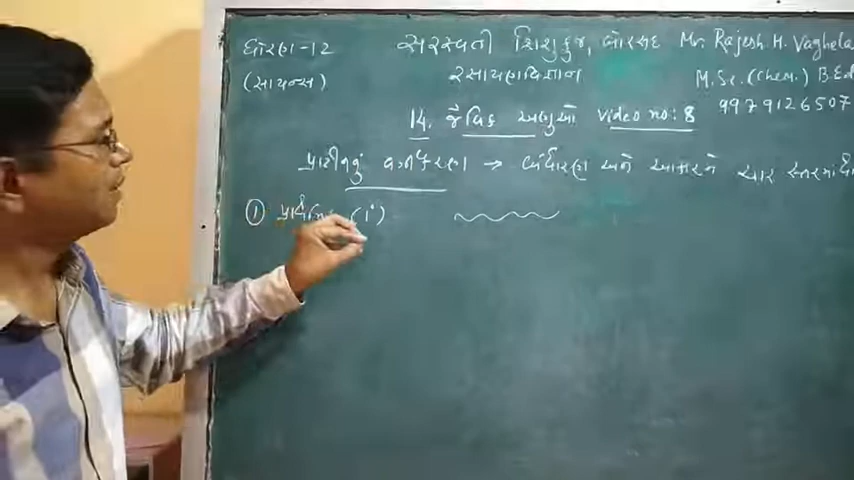 ધોરણ-12 સરસ્વતી શિશુકુંજ, બોરસદ Mr. Rajesh H. Vaghela
(સાયન્સ) રસાયણવિજ્ઞાન M.Sc. (Chem.) B.Ed
14. જૈવિક અણુઓ Video no: 8 9979126507
પ્રોટીનનું વર્ગીકરણ → બંધારણ અને આકારને ચાર સ્તરમાં
① (1°)